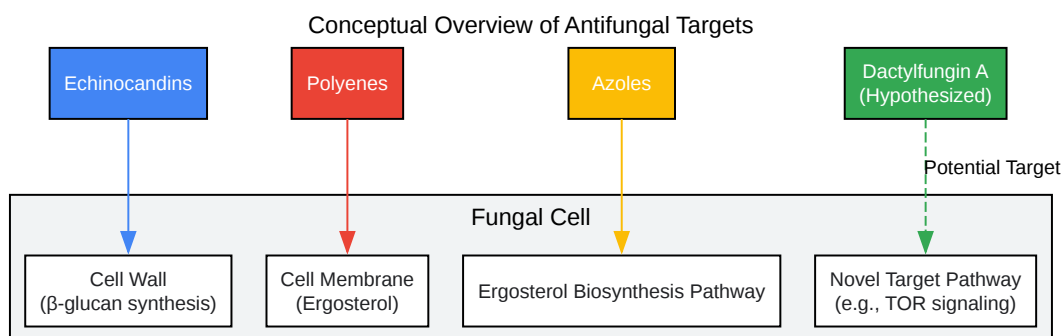 Conceptual Overview of Antifungal Targets
Echinocandins
Polyenes
Azoles
Dactylfungin A
(Hypothesized)
Potential Target
Fungal Cell
Cell Wall
(β-glucan synthesis)
Cell Membrane
(Ergosterol)
Ergosterol Biosynthesis Pathway
Novel Target Pathway
(e.g., TOR signaling)